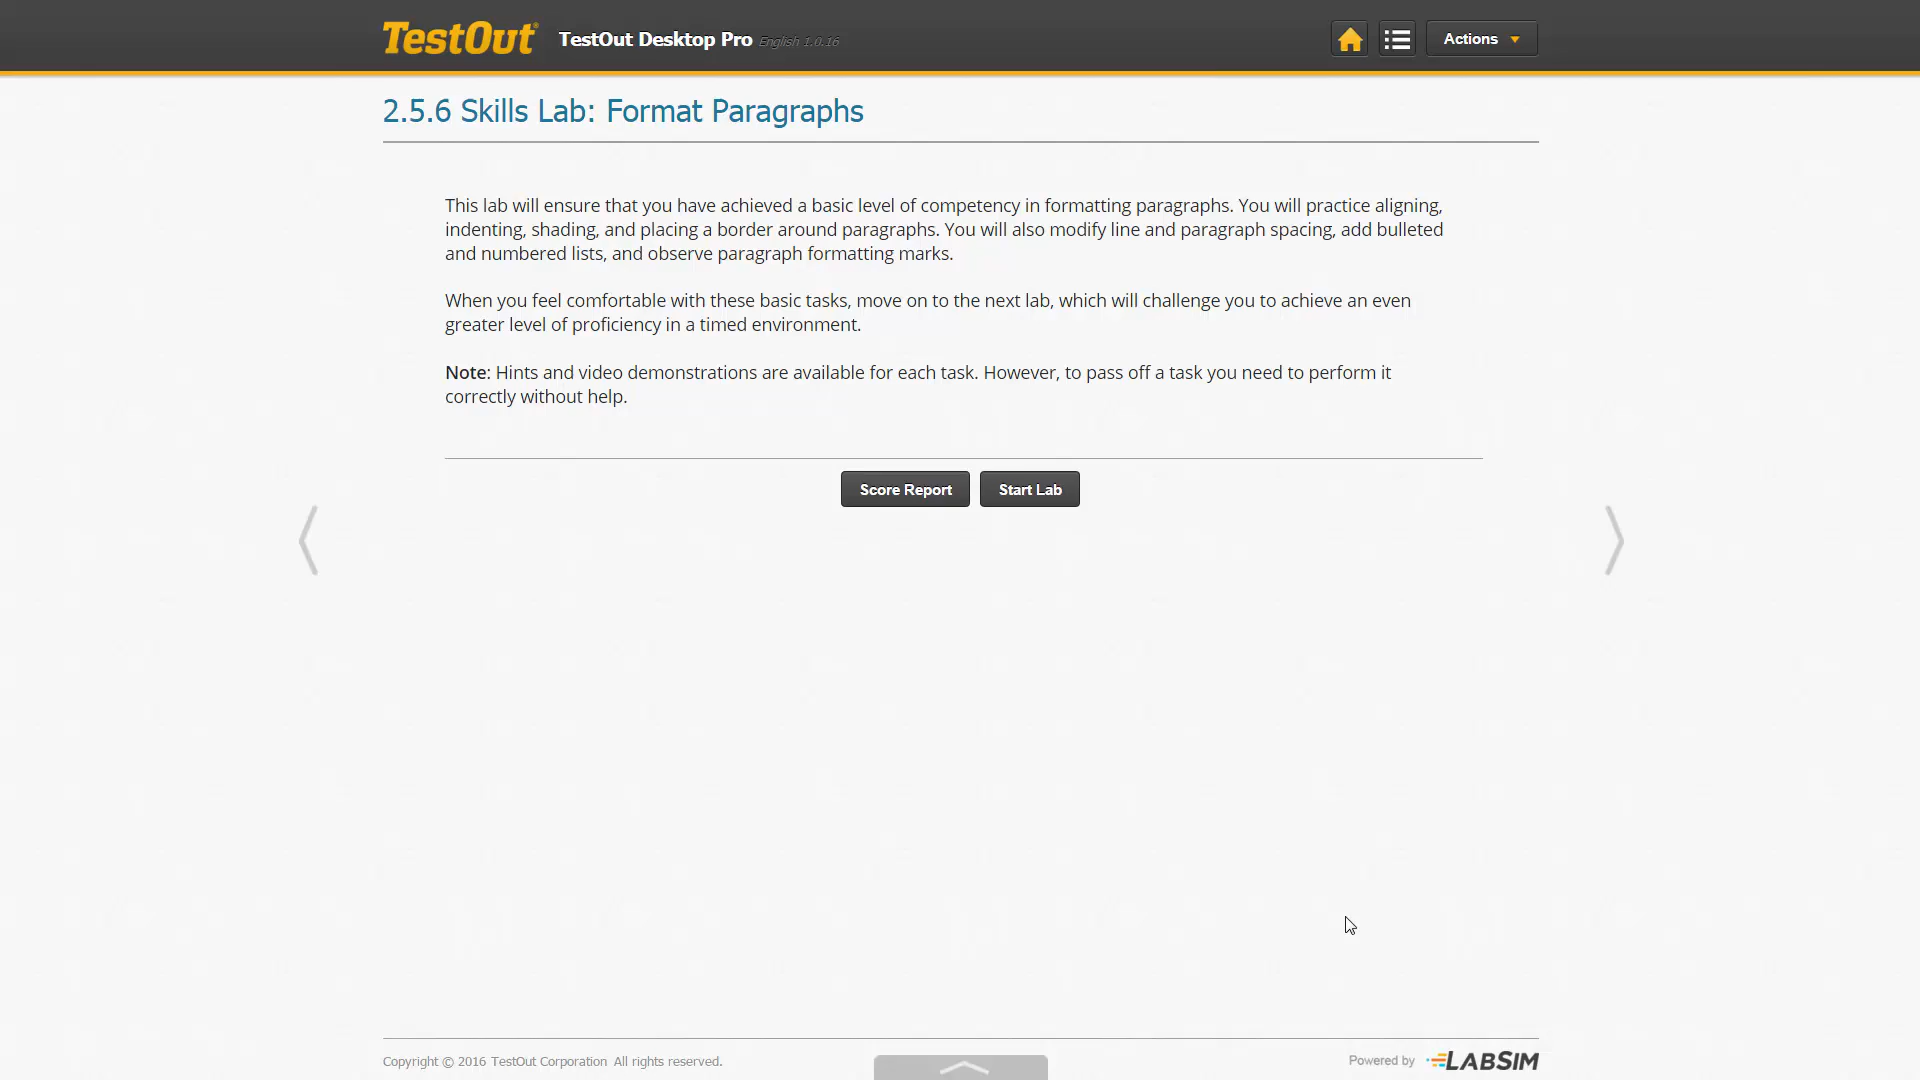 TestOut® TestOut Desktop Pro English 1.0.16 Actions
2.5.6 Skills Lab: Format Paragraphs
This lab will ensure that you have achieved a basic level of competency in formatting paragraphs. You will practice aligning,
indenting, shading, and placing a border around paragraphs. You will also modify line and paragraph spacing, add bulleted
and numbered lists, and observe paragraph formatting marks.
When you feel comfortable with these basic tasks, move on to the next lab, which will challenge you to achieve an even
greater level of proficiency in a timed environment.
Note: Hints and video demonstrations are available for each task. However, to pass off a task you need to perform it
correctly without help.
Score Report Start Lab
Copyright © 2016 TestOut Corporation All rights reserved. Powered by LABSIM